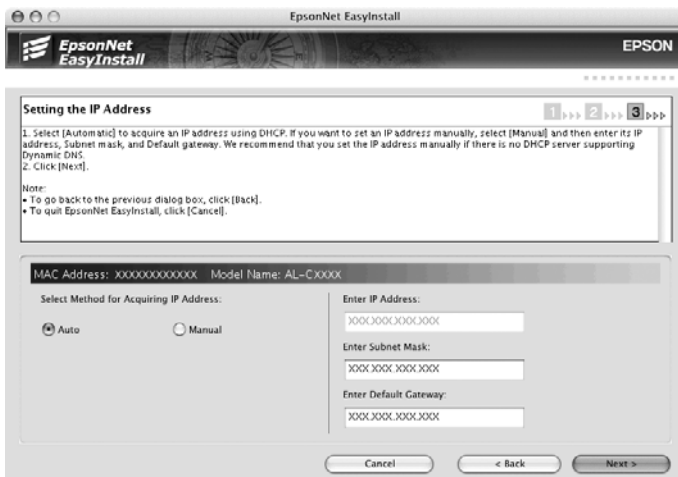 EpsonNet EasyInstall
EpsonNet
EasyInstall
EPSON
Setting the IP Address
1 2 3
1. Select [Automatic] to acquire an IP address using DHCP. If you want to set an IP address manually, select [Manual] and then enter its IP
address, Subnet mask, and Default gateway. We recommend that you set the IP address manually if there is no DHCP server supporting
Dynamic DNS.
2. Click [Next].
Note:
• To go back to the previous dialog box, click [Back].
• To quit EpsonNet EasyInstall, click [Cancel].
MAC Address: XXXXXXXXXXXX Model Name: AL-CXXXX
Select Method for Acquiring IP Address:
Auto
Manual
Enter IP Address:
XXX.XXX.XXX.XXX
Enter Subnet Mask:
XXX.XXX.XXX.XXX
Enter Default Gateway:
XXX.XXX.XXX.XXX
Cancel
< Back
Next >